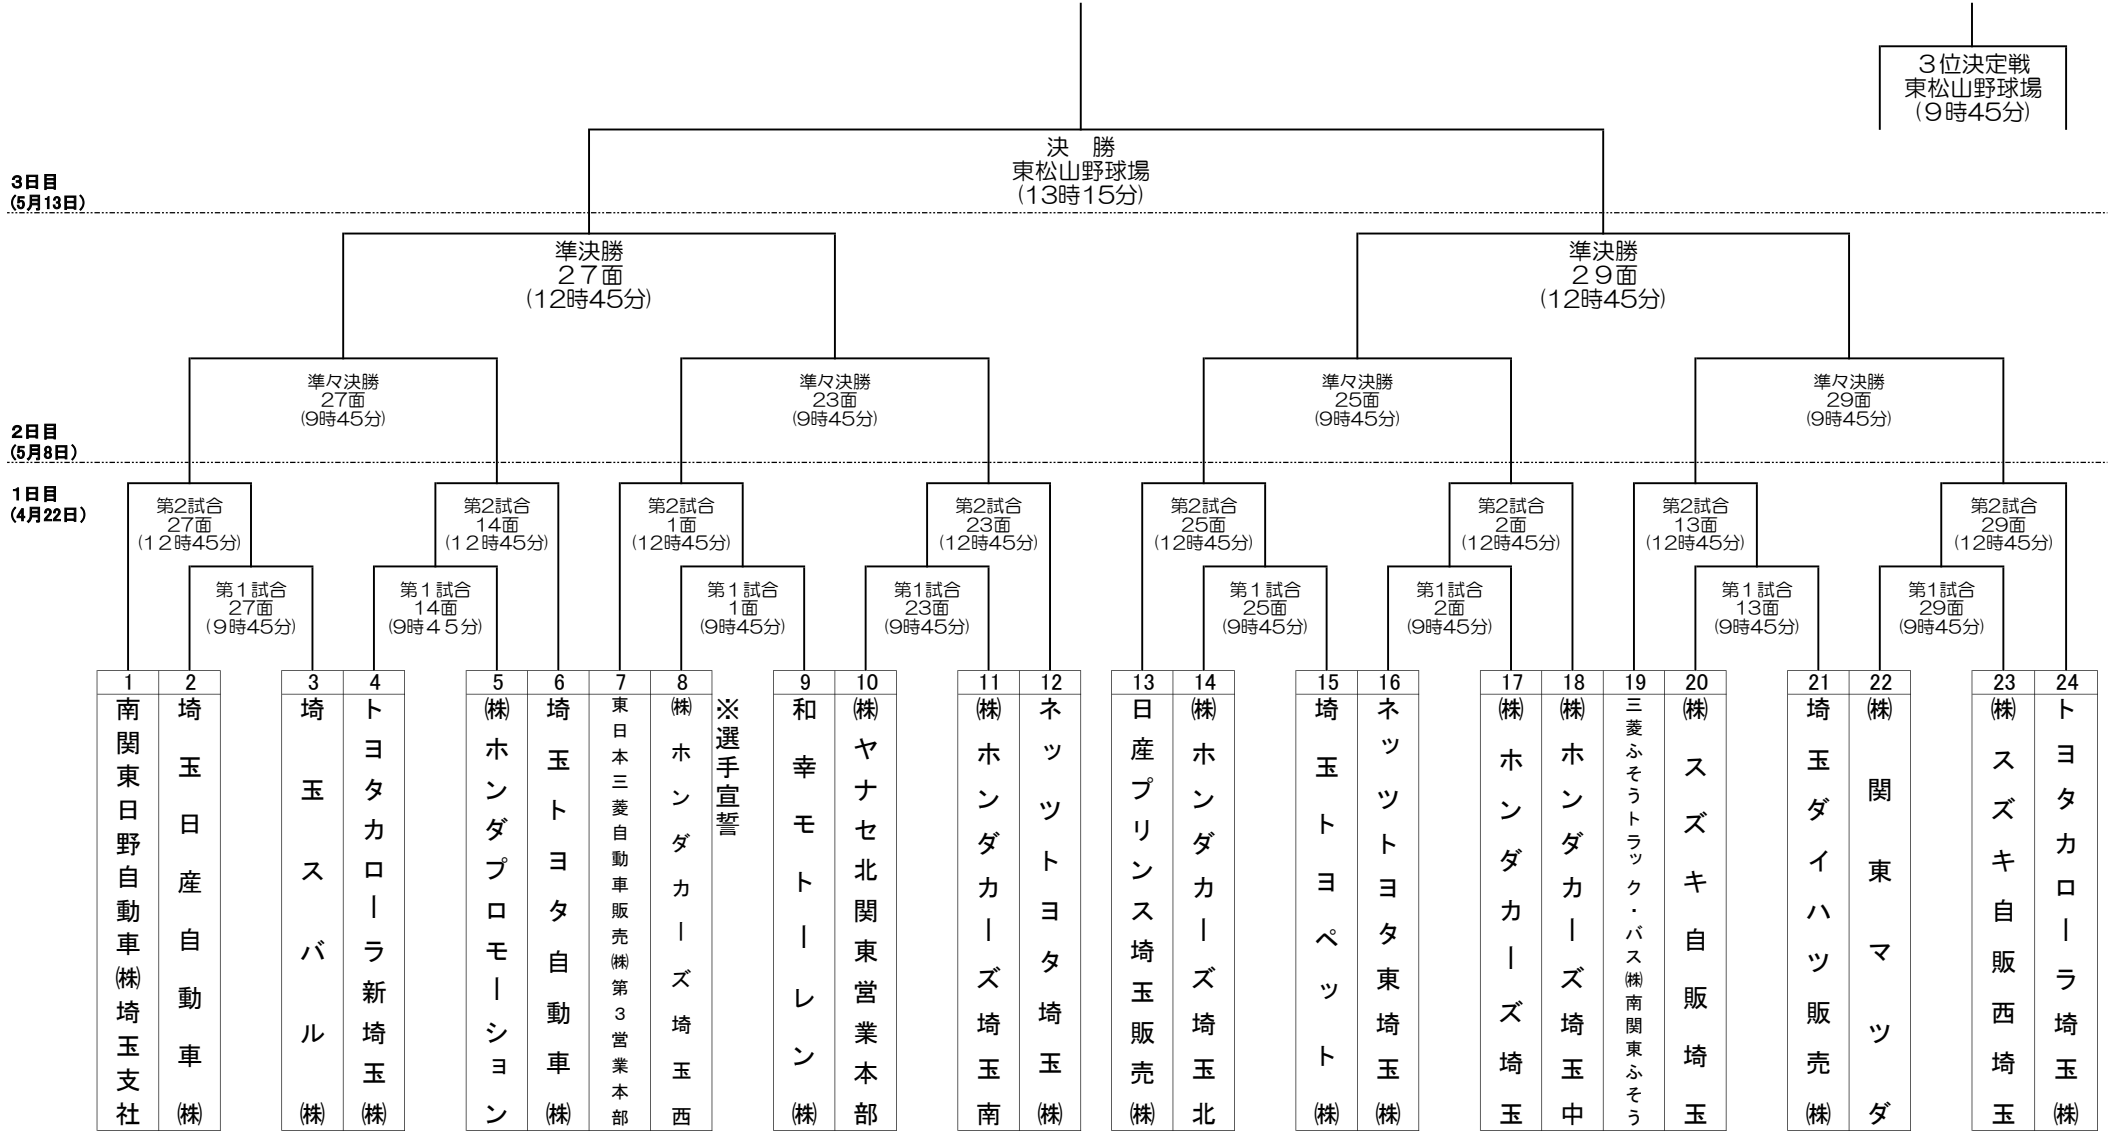 ３位決定戦
東松山野球場
(９時45分)
決　勝
東松山野球場
(13時15分)
3日目
(5月13日)
準決勝
２７面
(12時45分)
準決勝
２９面
(12時45分)
準々決勝
27面
(9時45分)
準々決勝
23面
(9時45分)
準々決勝
25面
(9時45分)
準々決勝
29面
(9時45分)
2日目
(5月8日)
1日目
(4月22日)
第2試合
27面
(12時45分)
第2試合
14面
(12時45分)
第2試合
1面
(12時45分)
第2試合
23面
(12時45分)
第2試合
25面
(12時45分)
第2試合
2面
(12時45分)
第2試合
13面
(12時45分)
第2試合
29面
(12時45分)
第１試合
27面
(９時45分)
第１試合
14面
(9時４５分)
第１試合
1面
(9時45分)
第1試合
23面
(9時45分)
第１試合
25面
(9時45分)
第1試合
2面
(9時45分)
第１試合
13面
(9時45分)
第1試合
29面
(9時45分)
1
南関東日野自動車㈱埼玉支社
2
埼玉日産自動車㈱
3
埼玉スバル㈱
4
トヨタカローラ新埼玉㈱
5
㈱ホンダプロモーション
6
埼玉トヨタ自動車㈱
7
東日本三菱自動車販売㈱第３営業本部
8
㈱ホンダカーズ埼玉西
※選手宣誓
9
和幸モトーレン㈱
10
㈱ヤナセ北関東営業本部
11
㈱ホンダカーズ埼玉南
12
ネッツトヨタ埼玉㈱
13
日産プリンス埼玉販売㈱
14
㈱ホンダカーズ埼玉北
15
埼玉トヨペット㈱
16
ネッツトヨタ東埼玉㈱
17
㈱ホンダカーズ埼玉
18
㈱ホンダカーズ埼玉中
19
三菱ふそうトラック・バス㈱南関東ふそう
20
㈱スズキ自販埼玉
21
埼玉ダイハツ販売㈱
22
㈱関東マツダ
23
㈱スズキ自販西埼玉
24
トヨタカローラ埼玉㈱